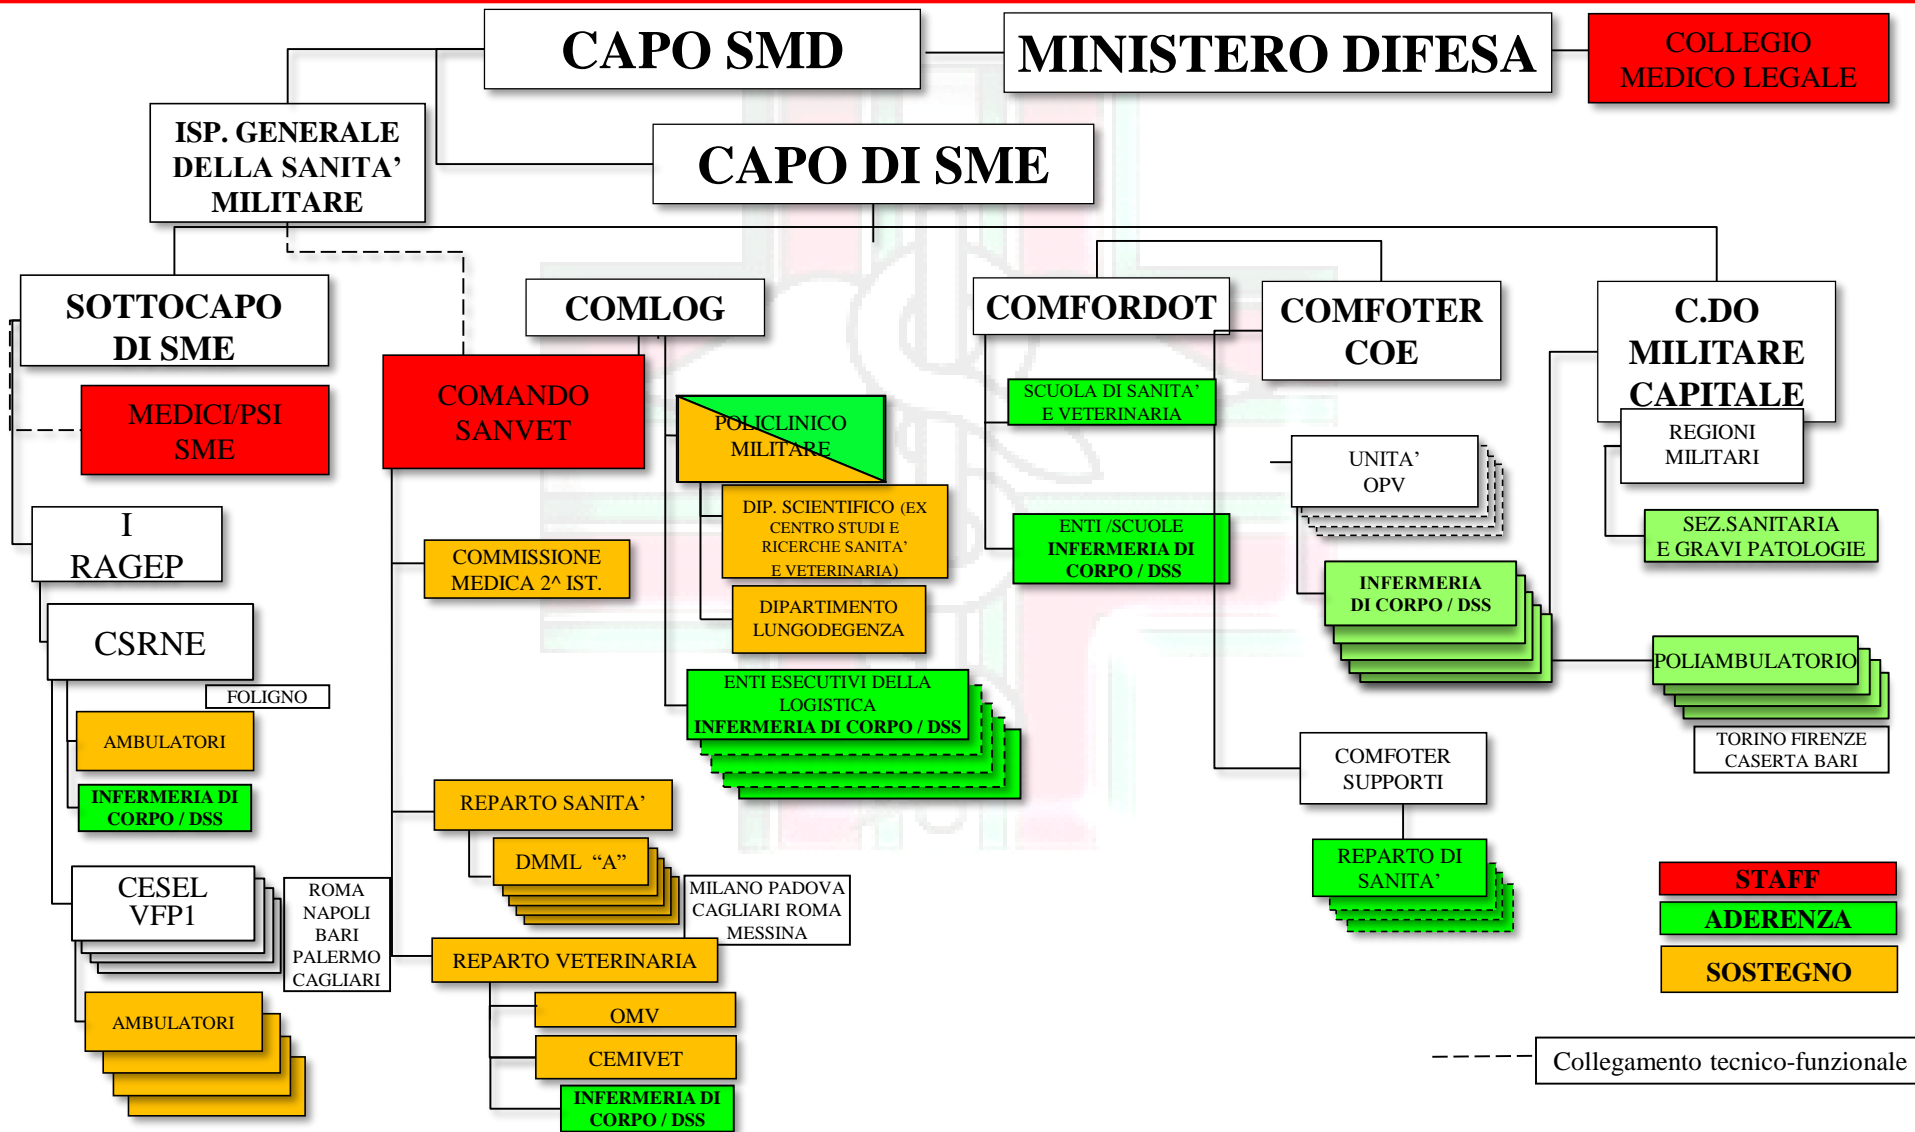 CAPO SMD
MINISTERO DIFESA
COLLEGIO
MEDICO LEGALE
ISP. GENERALE
DELLA SANITA’
MILITARE
CAPO DI SME
SOTTOCAPO
DI SME
COMLOG
COMFORDOT
COMFOTER
COE
C.DO
MILITARE
CAPITALE
MEDICI/PSI
SME
COMANDO
SANVET
POLICLINICO
MILITARE
SCUOLA DI SANITA’
E VETERINARIA
UNITA’
OPV
REGIONI
MILITARI
I
RAGEP
COMMISSIONE
MEDICA 2^ IST.
DIP. SCIENTIFICO (EX
CENTRO STUDI E
RICERCHE SANITA’
E VETERINARIA)
ENTI /SCUOLE
INFERMERIA DI
CORPO / DSS
SEZ.SANITARIA
E GRAVI PATOLOGIE
INFERMERIA
DI CORPO / DSS
DIPARTIMENTO
LUNGODEGENZA
CSRNE
FOLIGNO
POLIAMBULATORIO
ENTI ESECUTIVI DELLA
LOGISTICA
INFERMERIA DI CORPO / DSS
AMBULATORI
TORINO FIRENZE
CASERTA BARI
COMFOTER
SUPPORTI
INFERMERIA DI
CORPO / DSS
REPARTO SANITA’
DMML “A”
REPARTO DI
SANITA’
CESEL
VFP1
ROMA
NAPOLI
BARI
PALERMO
CAGLIARI
MILANO PADOVA
CAGLIARI ROMA
MESSINA
REPARTO VETERINARIA
STAFF
ADERENZA
SOSTEGNO
AMBULATORI
OMV
CEMIVET
INFERMERIA DI
CORPO / DSS
Collegamento tecnico-funzionale